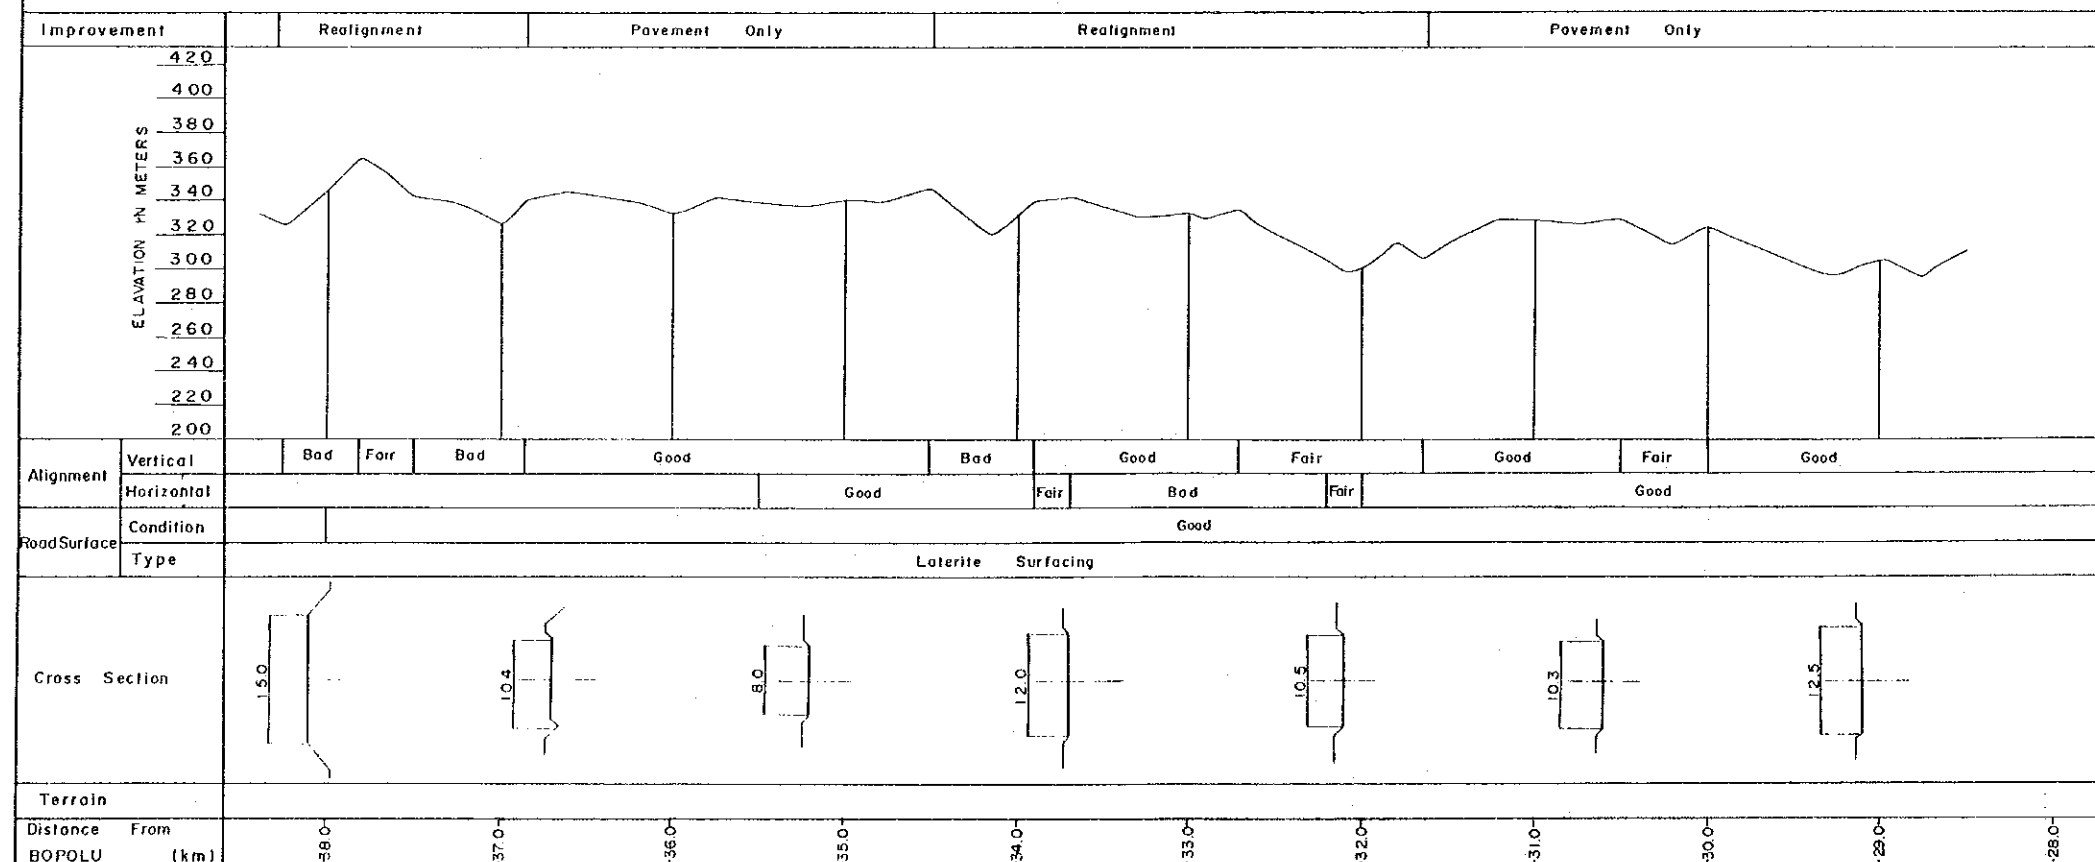 Improvement Realignment Pavement Only Realignment Pavement Only
ELAVATION IN METERS
420
400
380
360
340
320
300
280
260
240
220
200
Alignment
Vertical Bad Fair Bad Good Bad Good Fair Good Fair Good
Horizontal Good Fair Bad Fair Good
Road Surface
Condition Good
Type Laterite Surfacing
Cross Section 15.0 10.4 8.0 12.0 10.5 10.3 12.5
Terrain
Distance From
BOPOLU (km) 38.0 37.0 36.0 35.0 34.0 33.0 32.0 31.0 30.0 29.0 28.0